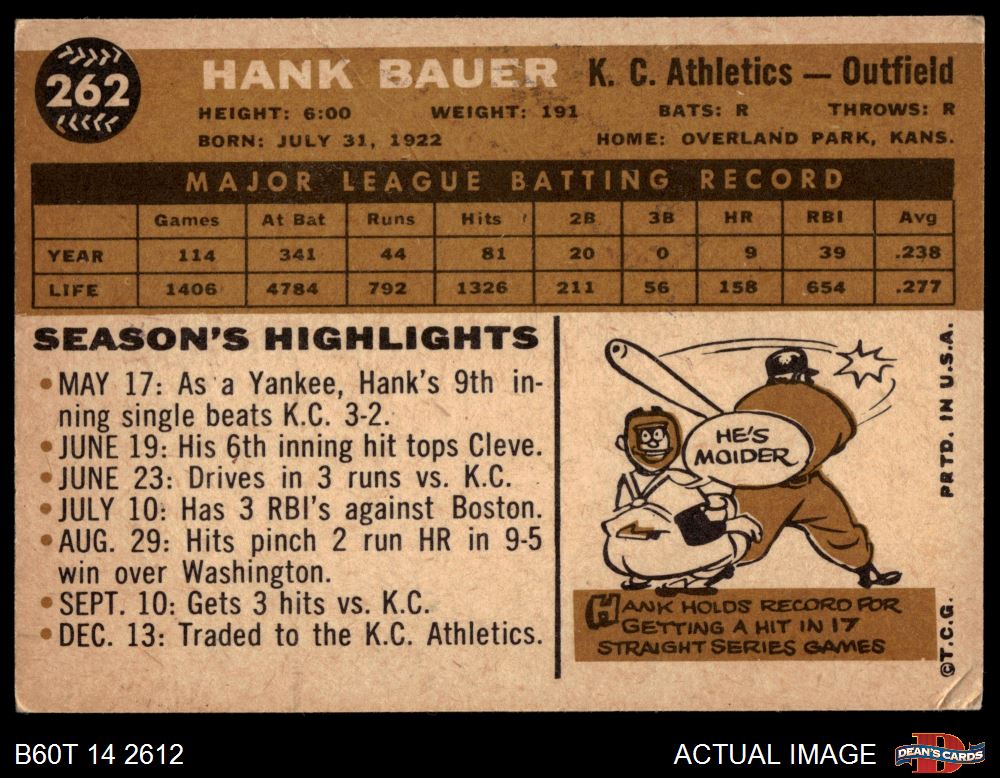 262
HANK BAUER K. C. Athletics — Outfield
HEIGHT: 6:00 WEIGHT: 191 BATS: R THROWS: R
BORN: JULY 31, 1922 HOME: OVERLAND PARK, KANS.
MAJOR LEAGUE BATTING RECORD
Games At Bat Runs Hits 2B 3B HR RBI Avg
YEAR 114 341 44 81 20 0 9 39 .238
LIFE 1406 4784 792 1326 211 56 158 654 .277
SEASON'S HIGHLIGHTS
• MAY 17: As a Yankee, Hank's 9th in-
ning single beats K.C. 3-2.
• JUNE 19: His 6th inning hit tops Cleve.
• JUNE 23: Drives in 3 runs vs. K.C.
• JULY 10: Has 3 RBI's against Boston.
• AUG. 29: Hits pinch 2 run HR in 9-5
win over Washington.
• SEPT. 10: Gets 3 hits vs. K.C.
• DEC. 13: Traded to the K.C. Athletics.
HE'S
MOIDER
HANK HOLDS RECORD FOR
GETTING A HIT IN 17
STRAIGHT SERIES GAMES
©T.C.G. PRTD. IN U.S.A.
B60T 14 2612 ACTUAL IMAGE
DEAN'S CARDS